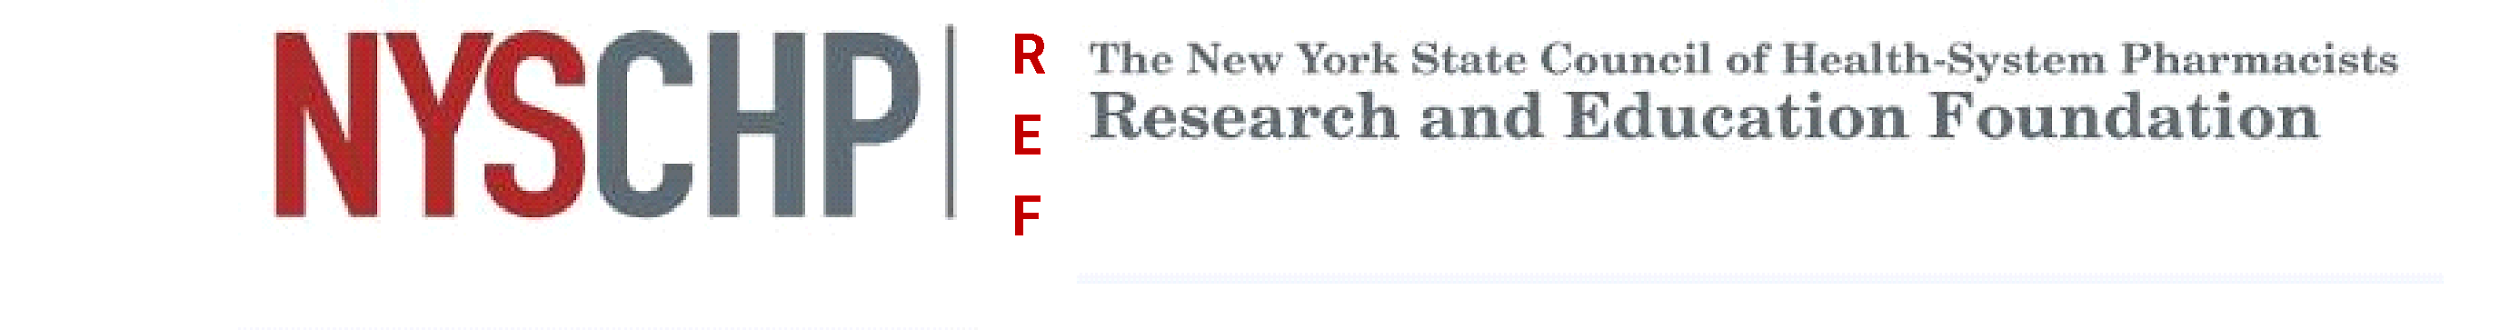 NYSCHP
R
E
F
The New York State Council of Health-System Pharmacists
Research and Education Foundation